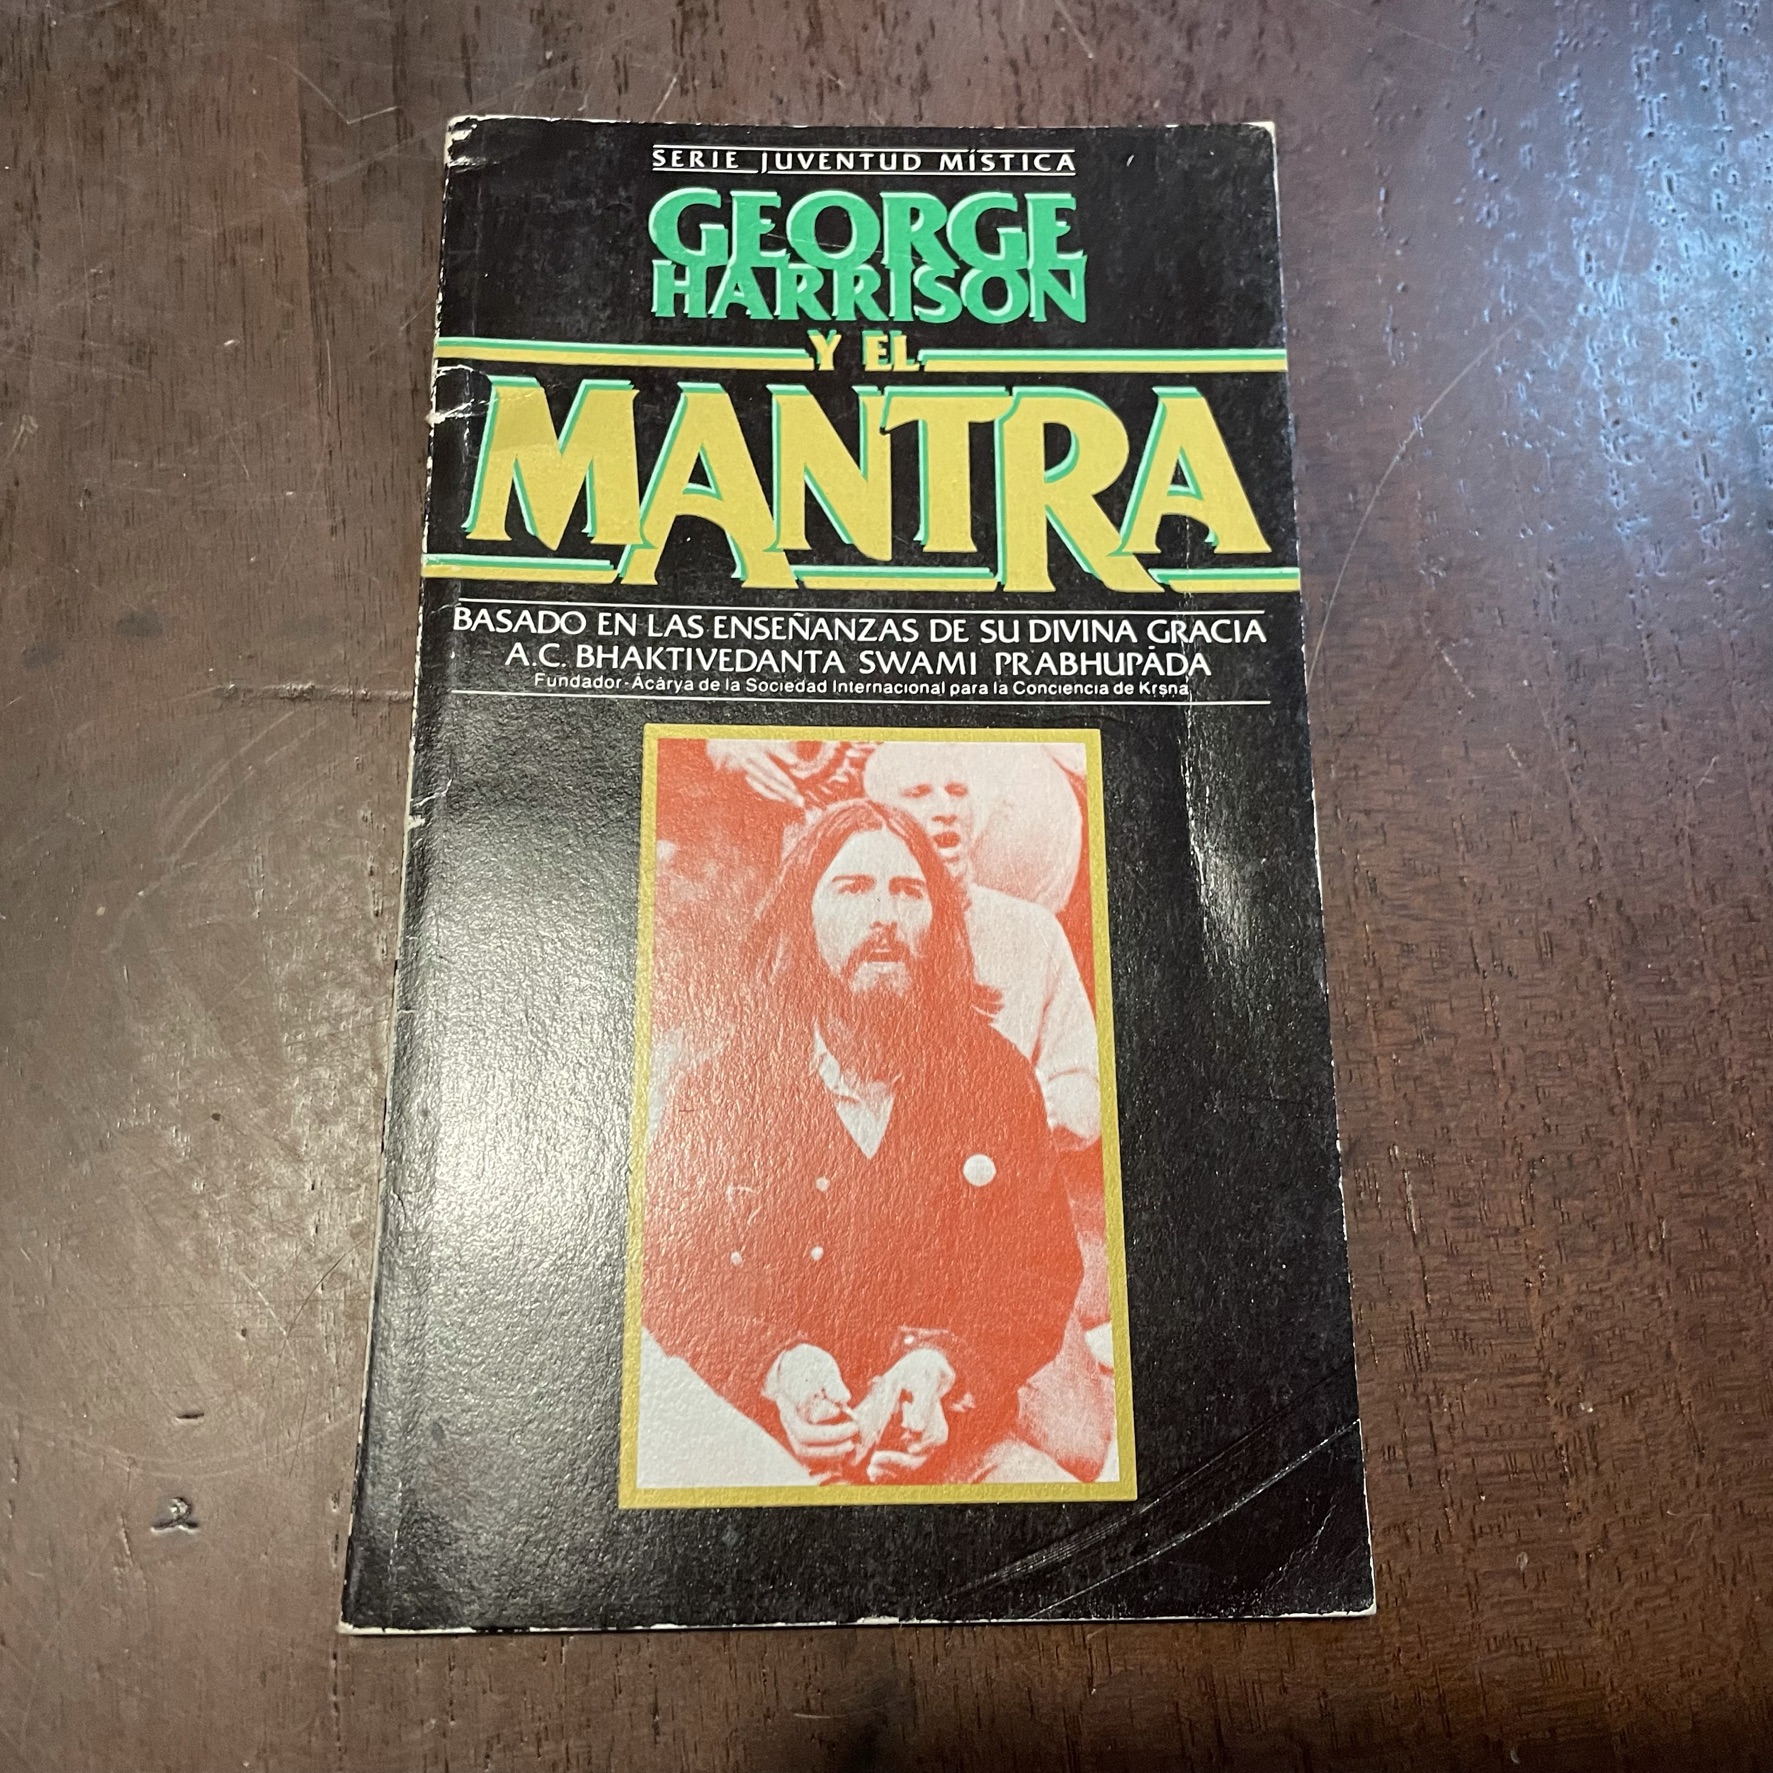 SERIE JUVENTUD MÍSTICA
GEORGE
HARRISON
Y EL
MANTRA
BASADO EN LAS ENSEÑANZAS DE SU DIVINA GRACIA
A.C. BHAKTIVEDANTA SWAMI PRABHUPĀDA
Fundador-Ācārya de la Sociedad Internacional para la Conciencia de Krsna